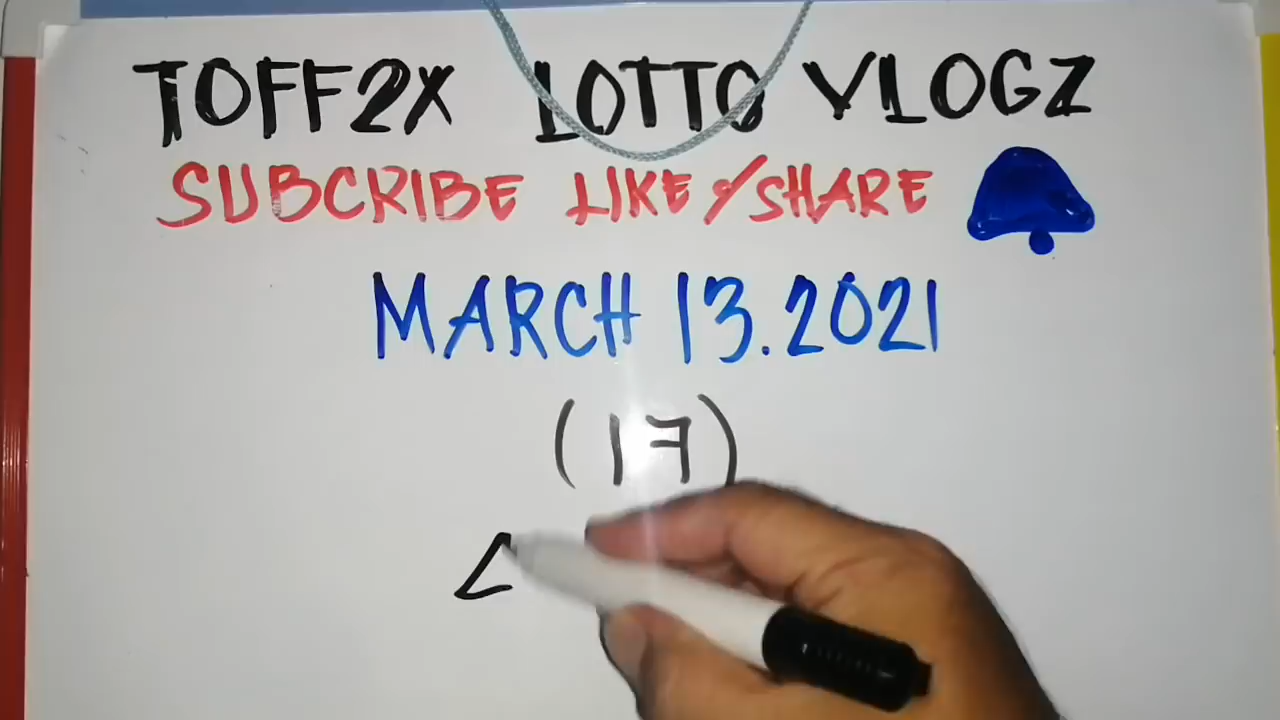 TOFF2X LOTTO VLOGZ
SUBCRIBE LIKE/SHARE
MARCH 13.2021
(17)